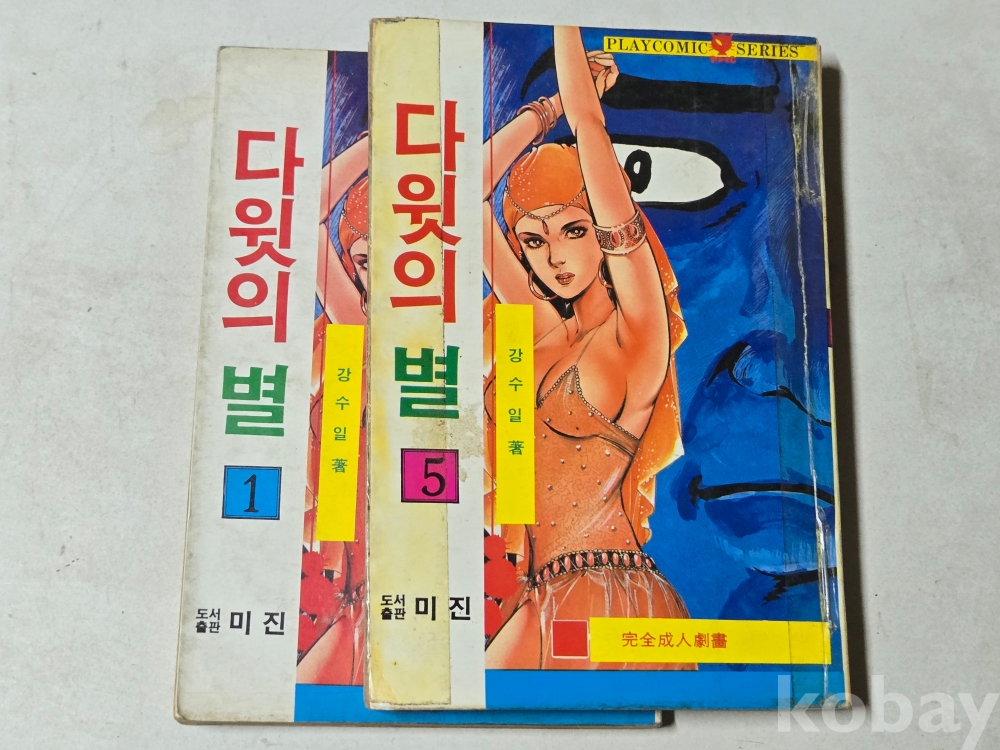 다윗의 별
1
강수일 著
도서출판 미진
PLAYCOMIC SERIES
다윗의 별
5
강수일 著
도서출판 미진
完全成人劇畫
kobay